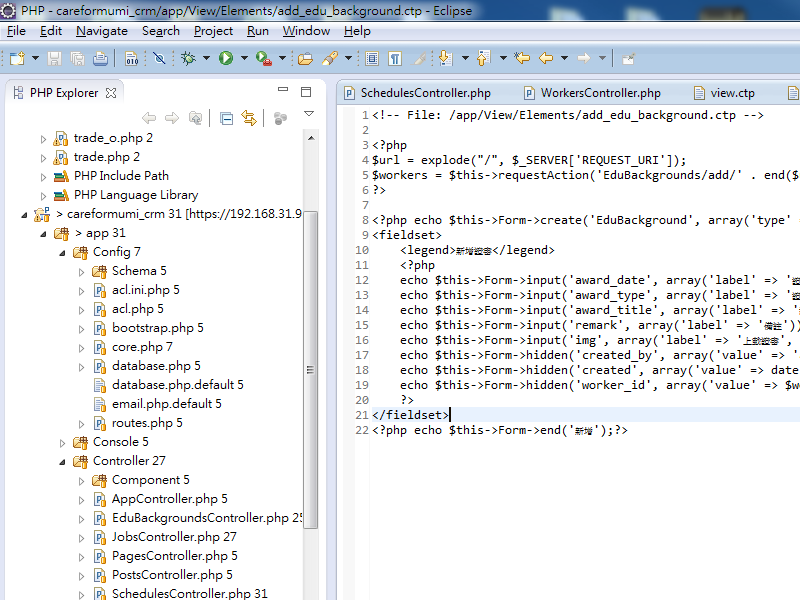 PHP - careformumi_crm/app/View/Elements/add_edu_background.ctp - Eclipse
File Edit Navigate Search Project Run Window Help
PHP Explorer
trade_o.php 2
trade.php 2
PHP Include Path
PHP Language Library
> careformumi_crm 31 [https://192.168.31.9
> app 31
Config 7
Schema 5
acl.ini.php 5
acl.php 5
bootstrap.php 5
core.php 7
database.php 5
database.php.default 5
email.php.default 5
routes.php 5
Console 5
Controller 27
Component 5
AppController.php 5
EduBackgroundsController.php 25
JobsController.php 27
PagesController.php 5
PostsController.php 5
SchedulesController.php 31
SchedulesController.php WorkersController.php view.ctp
1 <!-- File: /app/View/Elements/add_edu_background.ctp -->
2
3 <?php
4 $url = explode("/", $_SERVER['REQUEST_URI']);
5 $workers = $this->requestAction('EduBackgrounds/add/' . end($
6 ?>
7
8 <?php echo $this->Form->create('EduBackground', array('type'
9 <fieldset>
10 <legend>新增證書</legend>
11 <?php
12 echo $this->Form->input('award_date', array('label' => '
13 echo $this->Form->input('award_type', array('label' => '
14 echo $this->Form->input('award_title', array('label' => '
15 echo $this->Form->input('remark', array('label' => '備註'))
16 echo $this->Form->input('img', array('label' => '上載證書',
17 echo $this->Form->hidden('created_by', array('value' => '
18 echo $this->Form->hidden('created', array('value' => date
19 echo $this->Form->hidden('worker_id', array('value' => $w
20 ?>
21 </fieldset>
22 <?php echo $this->Form->end('新增');?>